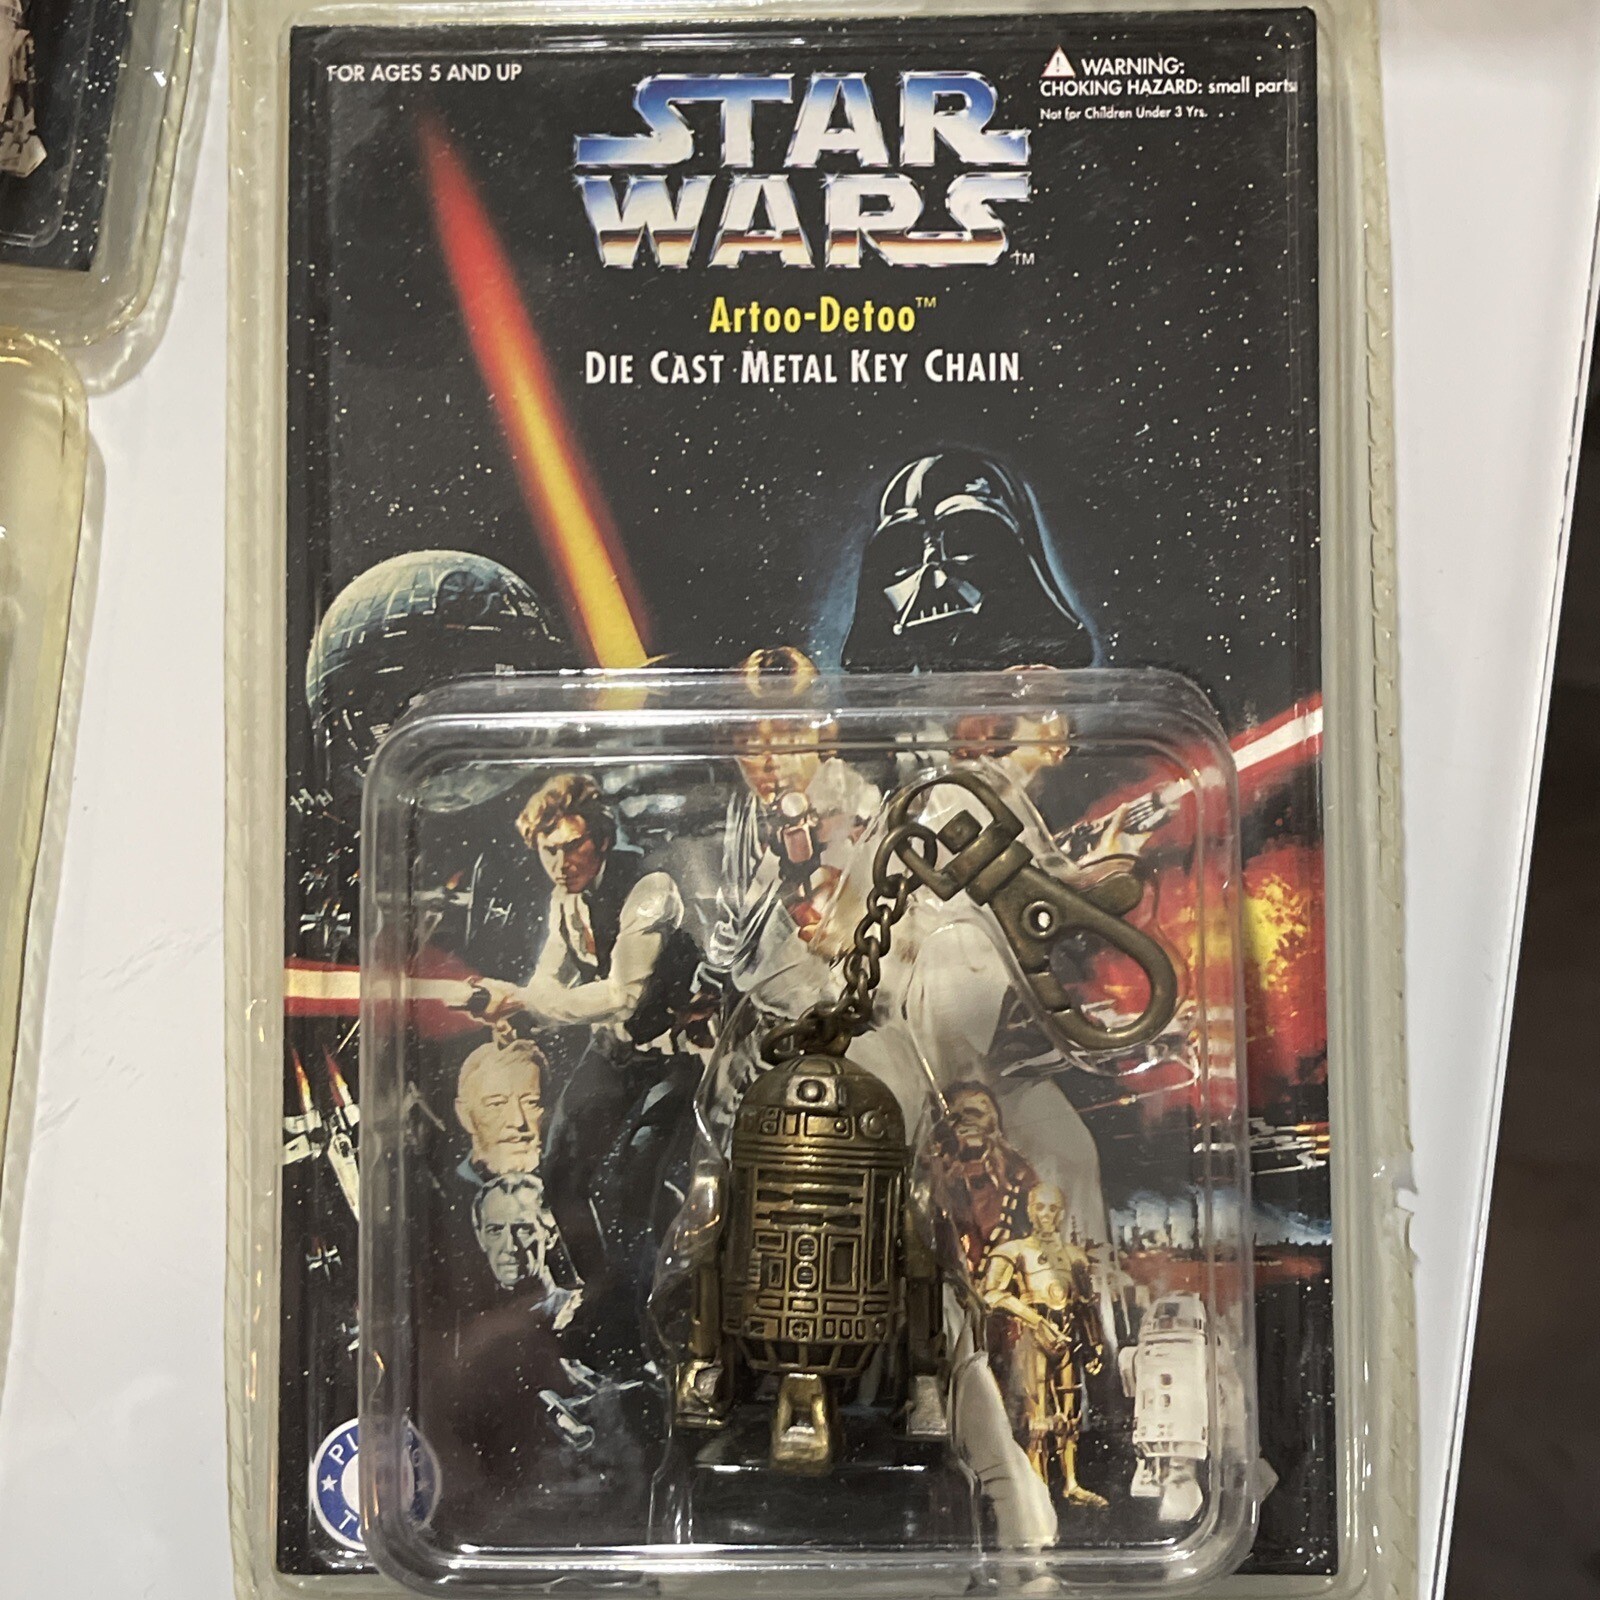 FOR AGES 5 AND UP
WARNING:
CHOKING HAZARD: small parts
Not for Children Under 3 Yrs.
STAR
WARS TM
Artoo-Detoo™
DIE CAST METAL KEY CHAIN